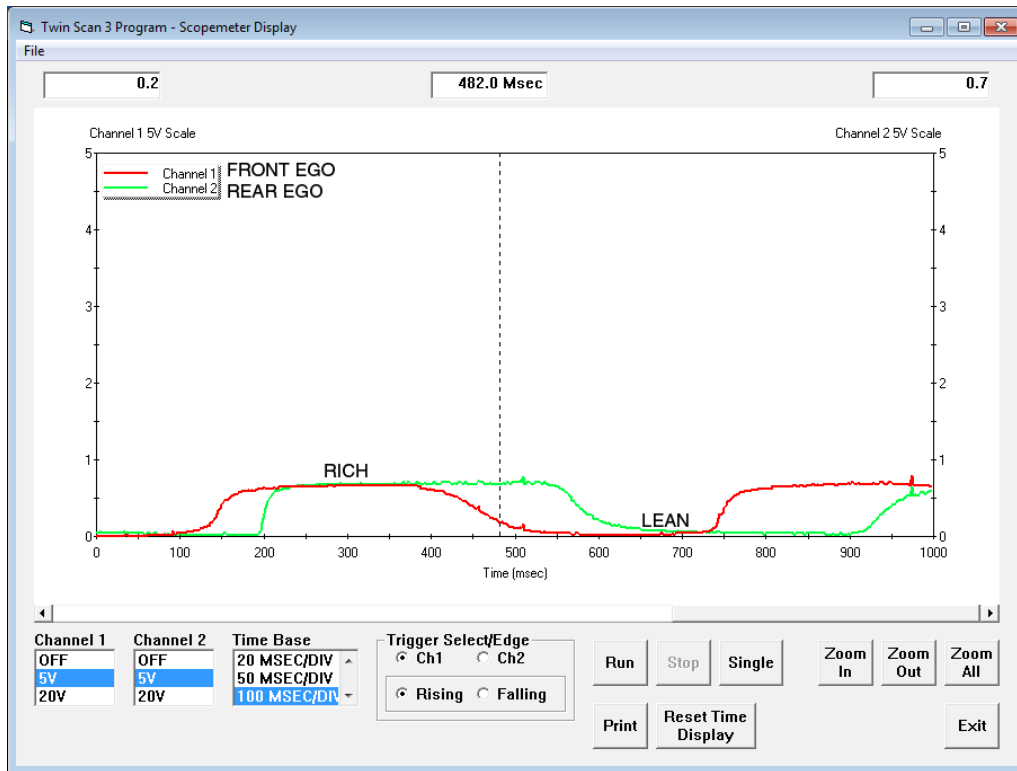 Twin Scan 3 Program - Scopemeter Display
File
0.2 482.0 Msec 0.7
Channel 1 5V Scale Channel 2 5V Scale
5 5
Channel 1 FRONT EGO
Channel 2 REAR EGO
4 4
3 3
2 2
1 1
RICH
LEAN
0 0
0 100 200 300 400 500 600 700 800 900 1000
Time (msec)
Channel 1 Channel 2 Time Base Trigger Select/Edge
OFF OFF 20 MSEC/DIV Ch1 Ch2
5V 5V 50 MSEC/DIV Rising Falling
20V 20V 100 MSEC/DIV
Run Stop Single Zoom In Zoom Out Zoom All
Print Reset Time Display Exit